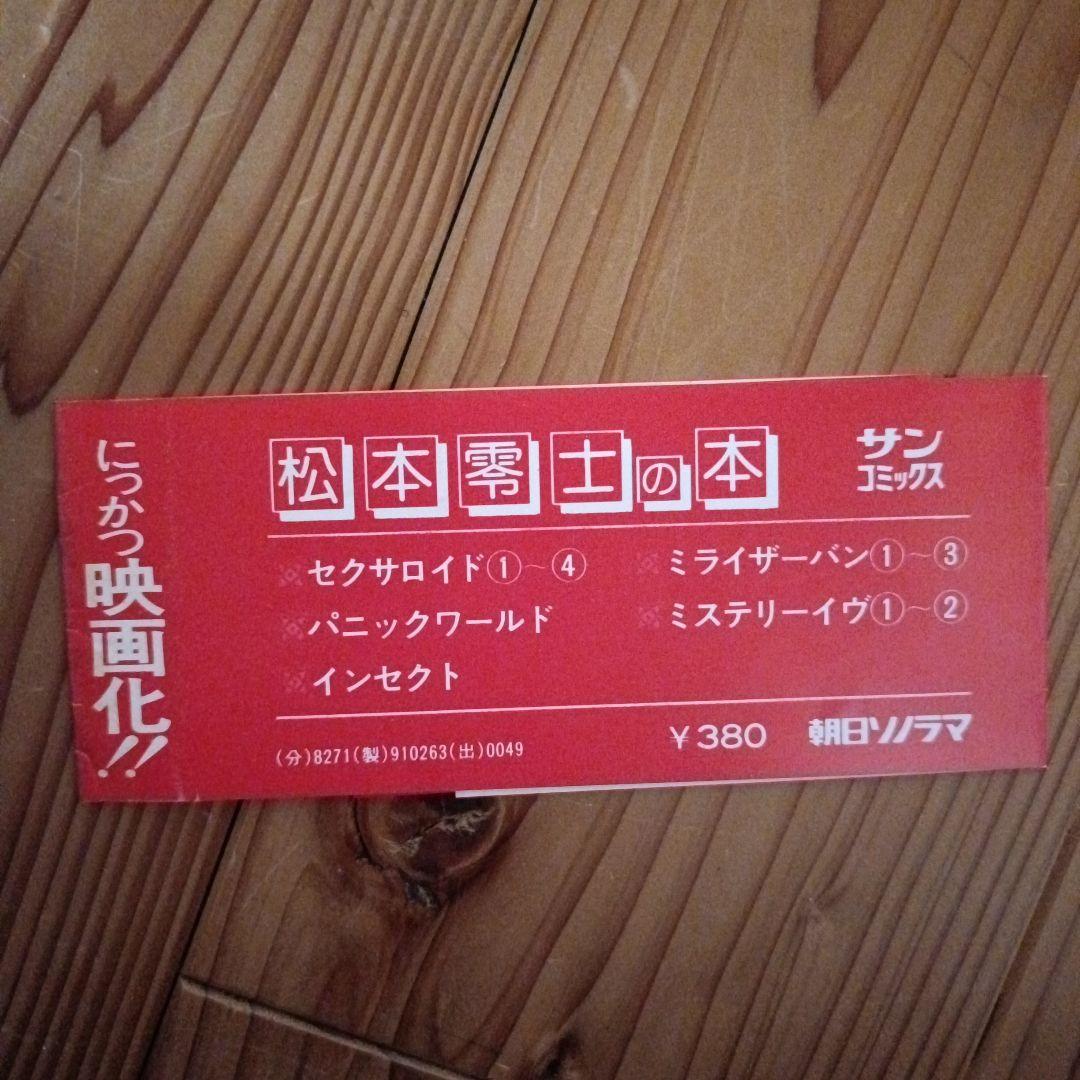 にっかつ映画化!!
松本零士の本
サン
コミックス
※セクサロイド①～④
※ミライザーバン①～③
※パニックワールド
※ミステリーイヴ①～②
※インセクト
(分)8271(製)910263(出)0049
￥380
朝日ソノラマ